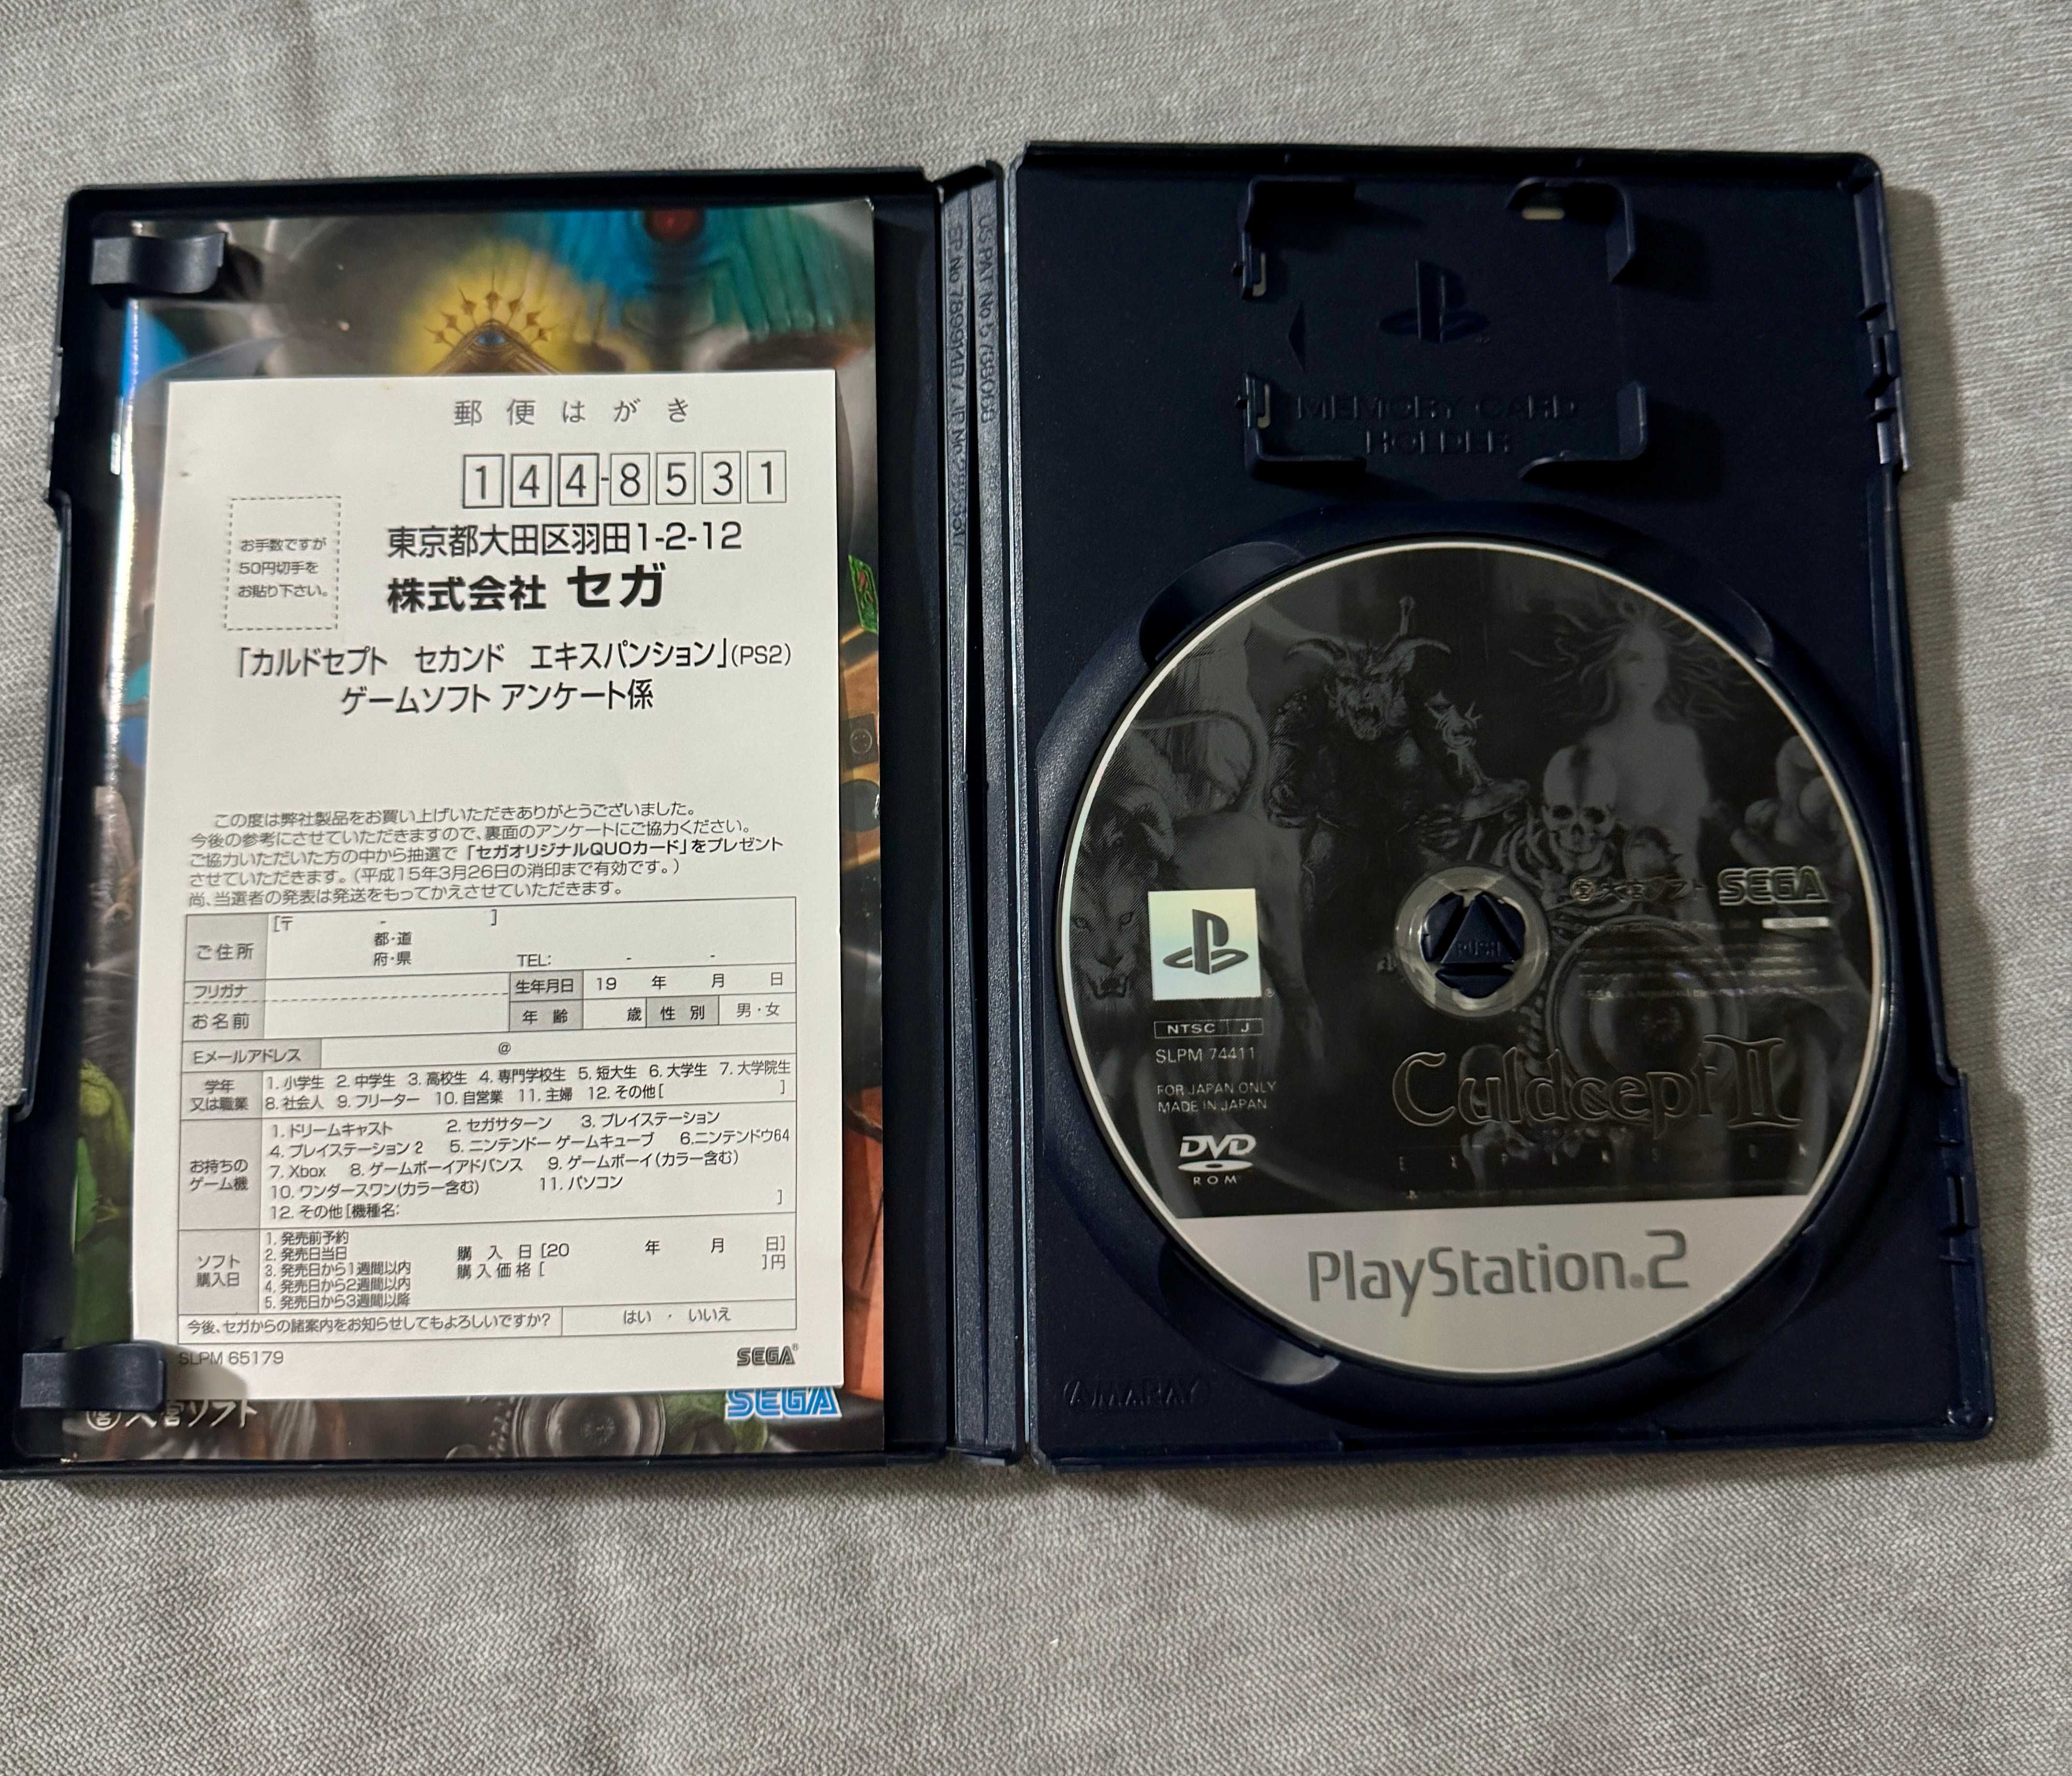 郵便はがき
144-8531
お手数ですが
50円切手を
お貼り下さい。
東京都大田区羽田1-2-12
株式会社 セガ
「カルドセプト セカンド エキスパンション」(PS2)
ゲームソフト アンケート係
この度は弊社製品をお買い上げいただきありがとうございました。
今後の参考にさせていただきますので、裏面のアンケートにご協力ください。
ご協力いただいた方の中から抽選で「セガオリジナルQUOカード」をプレゼント
させていただきます。(平成15年3月26日の消印まで有効です。)
尚、当選者の発表は発送をもってかえさせていただきます。
ご住所 [〒 - ]
都・道
府・県 TEL: - -
フリガナ 生年月日 19 年 月 日
お名前 年齢 歳 性別 男・女
Eメールアドレス @
学年
又は職業
1. 小学生 2. 中学生 3. 高校生 4. 専門学校生 5. 短大生 6. 大学生 7. 大学院生
8. 社会人 9. フリーター 10. 自営業 11. 主婦 12. その他[ ]
お持ちの
ゲーム機
1. ドリームキャスト 2. セガサターン 3. プレイステーション
4. プレイステーション2 5. ニンテンドー ゲームキューブ 6.ニンテンドウ64
7. Xbox 8. ゲームボーイアドバンス 9. ゲームボーイ(カラー含む)
10. ワンダースワン(カラー含む) 11. パソコン
12. その他[機種名: ]
ソフト
購入日
1. 発売前予約
2. 発売日当日
3. 発売日から1週間以内
4. 発売日から2週間以内
5. 発売日から3週間以降
購入日[20 年 月 日]
購入価格[ ]円
今後、セガからの諸案内をお知らせしてもよろしいですか? はい ・ いいえ
SLPM 65179 SEGA
大宮ソフト SEGA
US PAT No 5788068
MEMORY CARD
HOLDER
大宮ソフト SEGA
PUSH
NTSC J
SLPM 74411
FOR JAPAN ONLY
MADE IN JAPAN
DVD
ROM
Culdcept II
EXPANSION
PlayStation.2
AMARAY